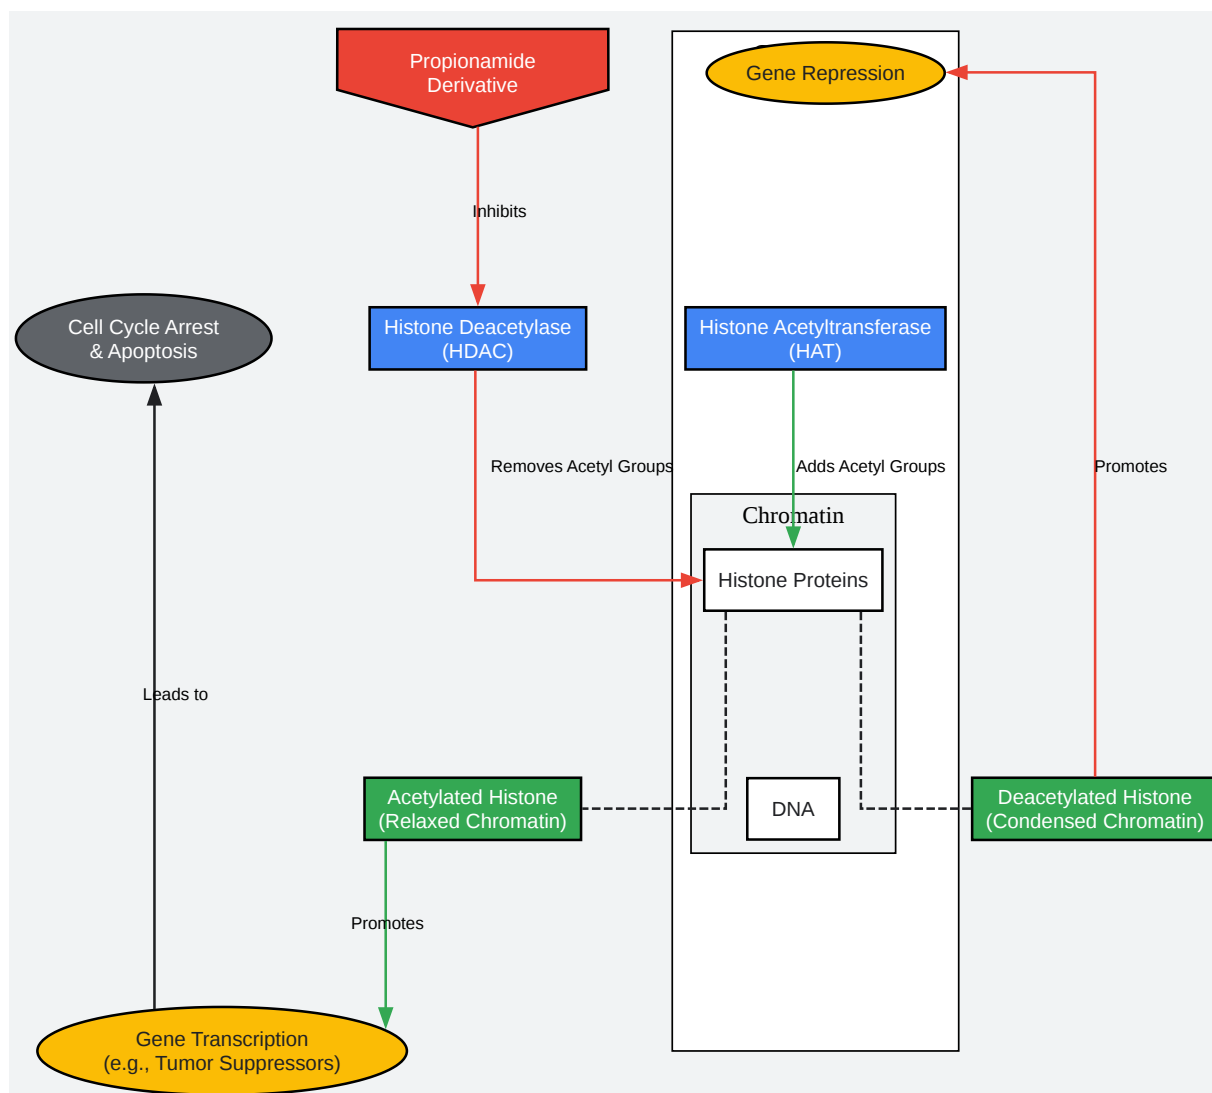 Propionamide
Derivative
Gene Repression
Inhibits
Cell Cycle Arrest
& Apoptosis
Histone Deacetylase
(HDAC)
Histone Acetyltransferase
(HAT)
Removes Acetyl Groups
Adds Acetyl Groups
Promotes
Chromatin
Histone Proteins
Leads to
Acetylated Histone
(Relaxed Chromatin)
DNA
Deacetylated Histone
(Condensed Chromatin)
Promotes
Gene Transcription
(e.g., Tumor Suppressors)